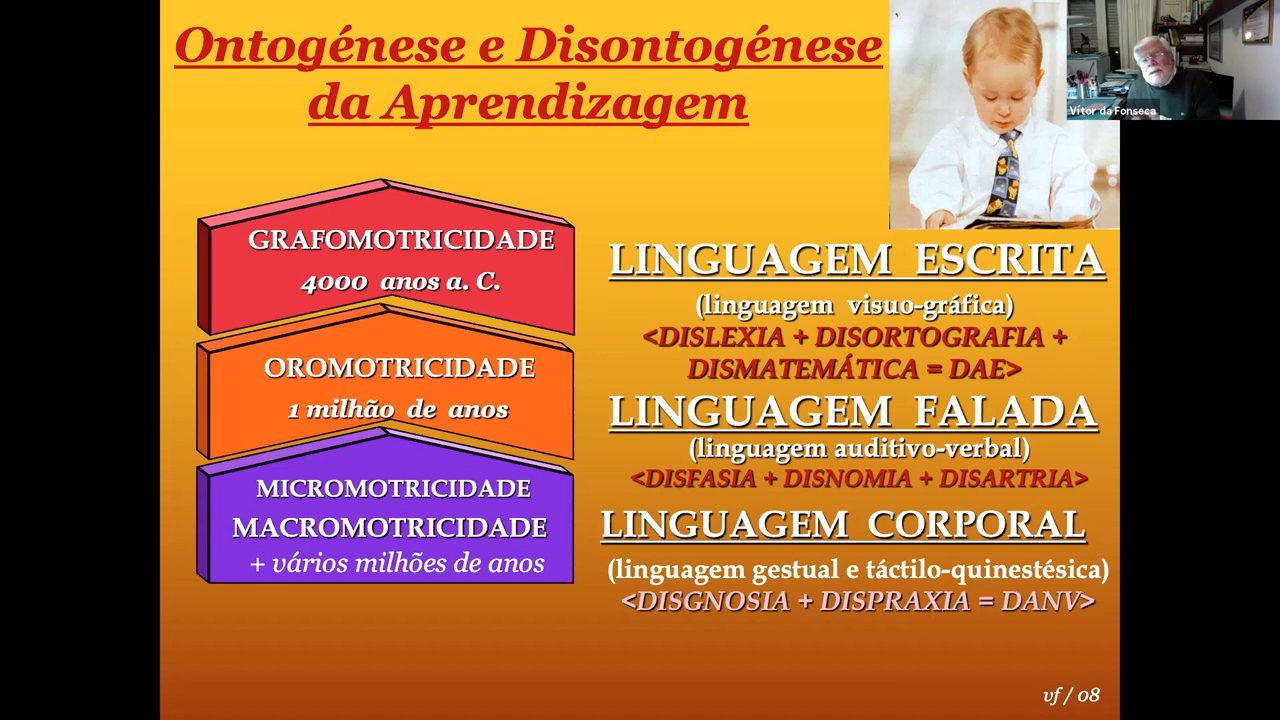 Ontogénese e Disontogénese
da Aprendizagem
Vítor da Fonseca
GRAFOMOTRICIDADE
4000 anos a. C.
OROMOTRICIDADE
1 milhão de anos
MICROMOTRICIDADE
MACROMOTRICIDADE
+ vários milhões de anos
LINGUAGEM ESCRITA
(linguagem visuo-gráfica)
<DISLEXIA + DISORTOGRAFIA +
DISMATEMÁTICA = DAE>
LINGUAGEM FALADA
(linguagem auditivo-verbal)
<DISFASIA + DISNOMIA + DISARTRIA>
LINGUAGEM CORPORAL
(linguagem gestual e táctilo-quinestésica)
<DISGNOSIA + DISPRAXIA = DANV>
vf / 08